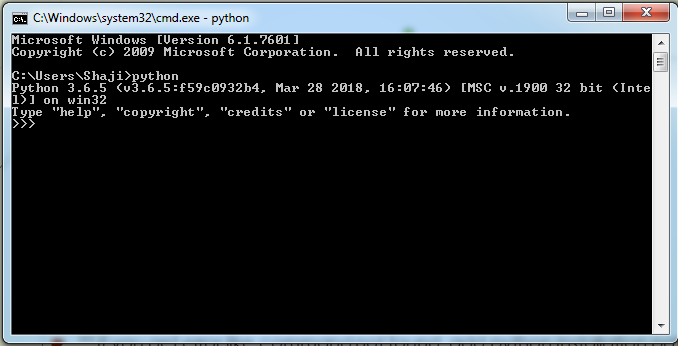 C:\Windows\system32\cmd.exe - python
Microsoft Windows [Version 6.1.7601]
Copyright (c) 2009 Microsoft Corporation.  All rights reserved.
C:\Users\Shaji>python
Python 3.6.5 (v3.6.5:f59c0932b4, Mar 28 2018, 16:07:46) [MSC v.1900 32 bit (Inte
l)] on win32
Type "help", "copyright", "credits" or "license" for more information.
>>>